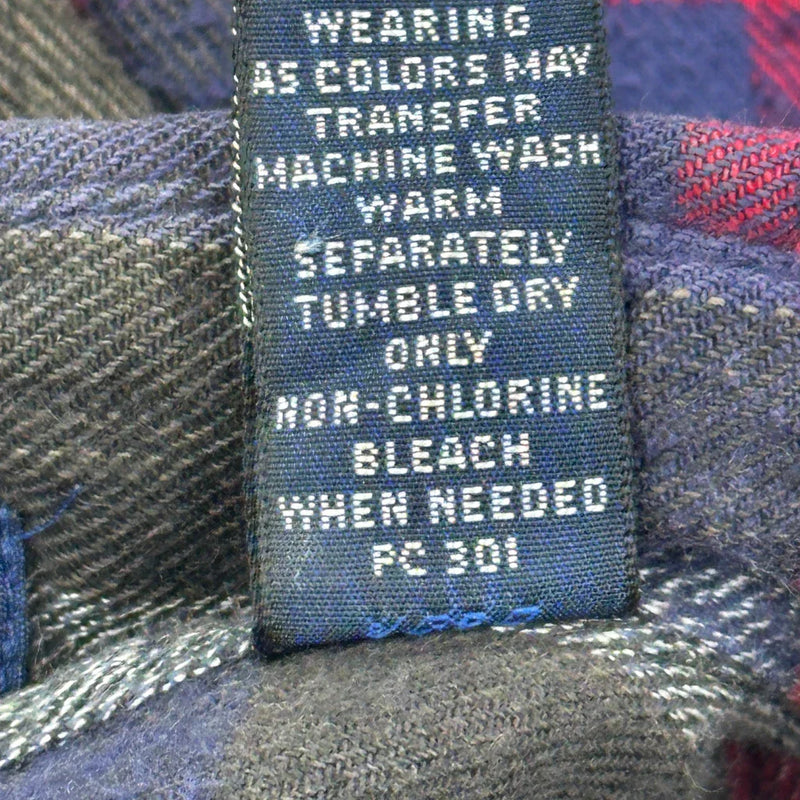 WEARING
AS COLORS MAY
TRANSFER
MACHINE WASH
WARM
SEPARATELY
TUMBLE DRY
ONLY
NON-CHLORINE
BLEACH
WHEN NEEDED
PC 301